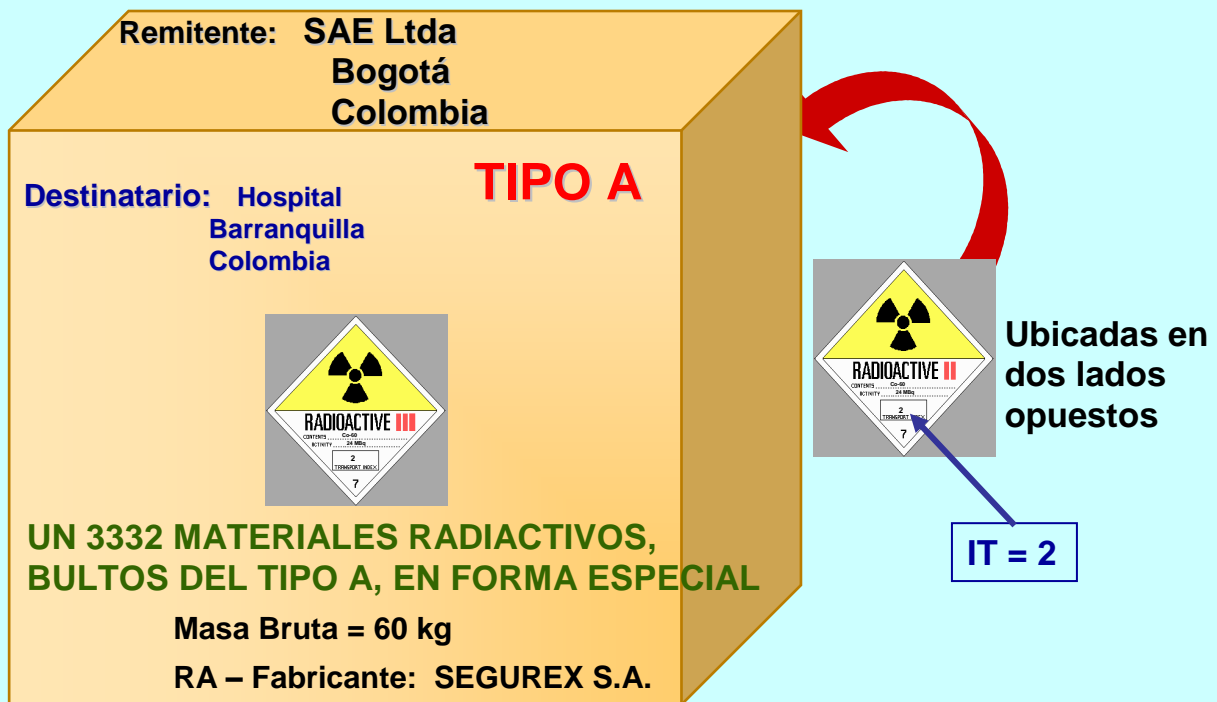 Remitente: SAE Ltda
Bogotá
Colombia
TIPO A
Destinatario: Hospital
Barranquilla
Colombia
RADIOACTIVE III
CONTENTS Co-60
ACTIVITY 24 MBq
2
TRANSPORT INDEX
7
RADIOACTIVE II
CONTENTS Co-60
ACTIVITY 24 MBq
2
TRANSPORT INDEX
7
Ubicadas en
dos lados
opuestos
IT = 2
UN 3332 MATERIALES RADIACTIVOS,
BULTOS DEL TIPO A, EN FORMA ESPECIAL
Masa Bruta = 60 kg
RA – Fabricante: SEGUREX S.A.